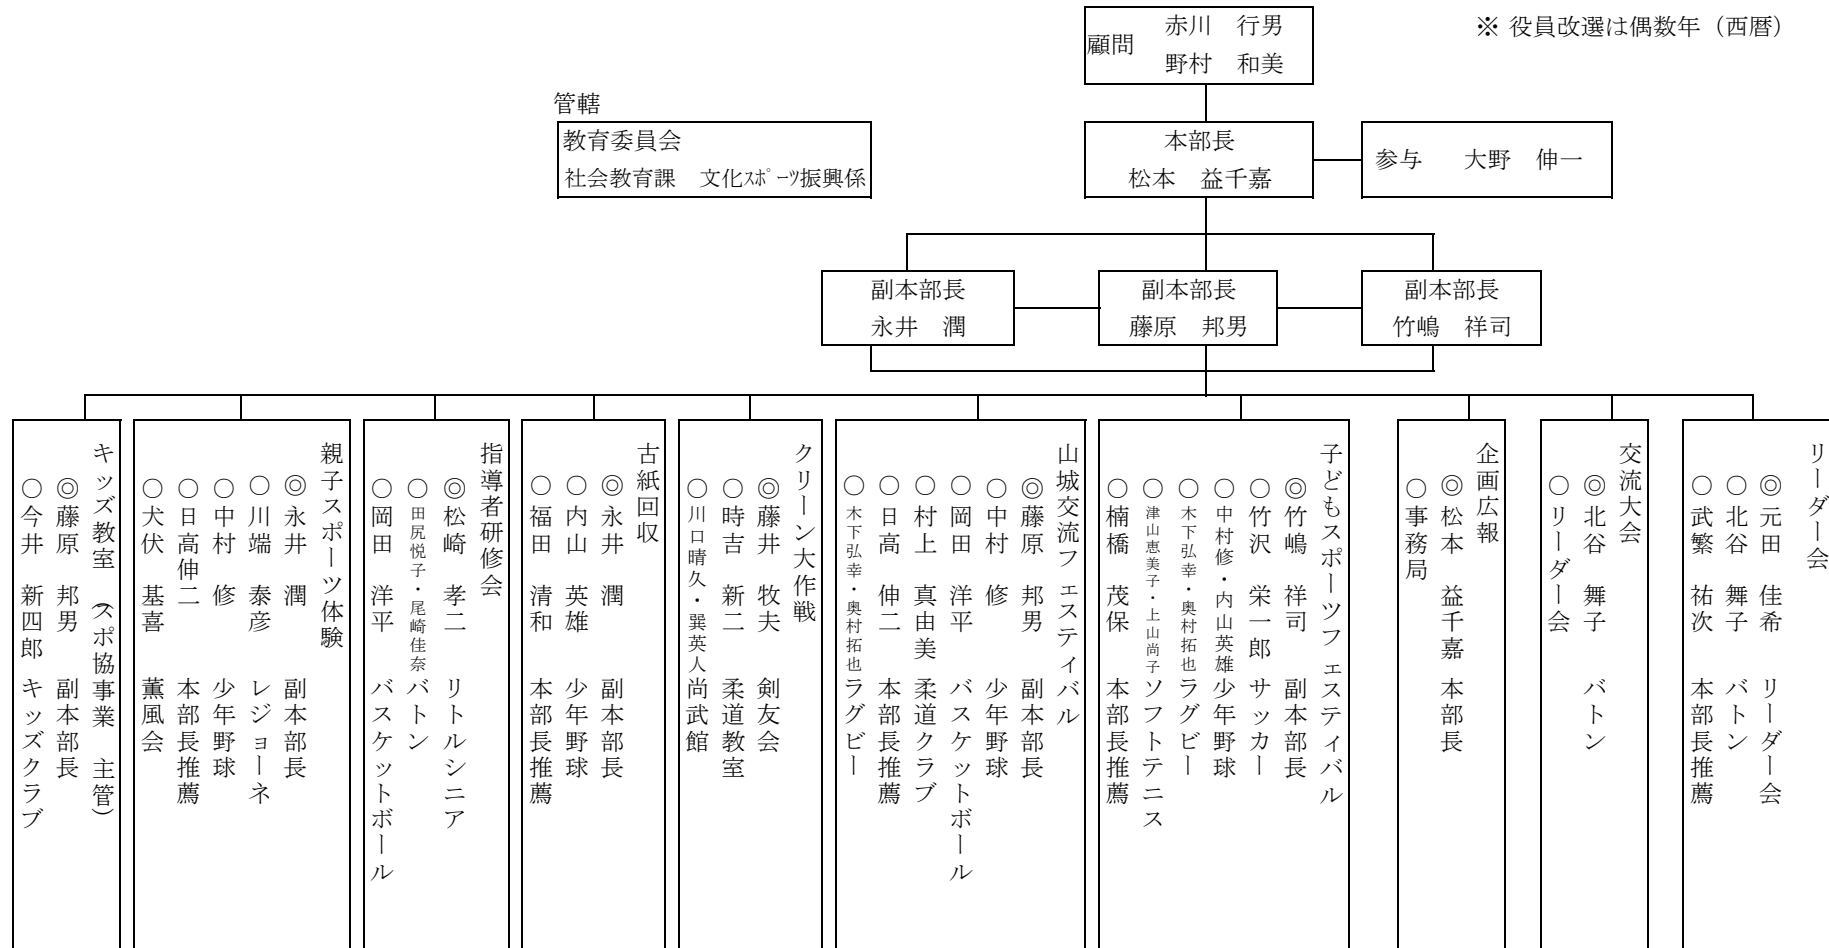 ※ 役員改選は偶数年（西暦）
顧問
赤川　行男
野村　和美
管轄
教育委員会
社会教育課　文化ｽﾎﾟｰﾂ振興係
本部長
松本　益千嘉
参与　大野　伸一
副本部長
永井　潤
副本部長
藤原　邦男
副本部長
竹嶋　祥司
リーダー会
◎元田　佳希　リーダー会
○北谷　舞子　バトン
○武繁　祐次　本部長推薦
交流大会
◎北谷　舞子　バトン
○リーダー会
企画広報
◎松本　益千嘉　本部長
○事務局
子どもスポーツフェスティバル
◎竹嶋　祥司　副本部長
○竹沢　栄一郎　サッカー
○中村修・内山英雄　少年野球
○木下弘幸・奥村拓也　ラグビー
○津山恵美子・上山尚子　ソフトテニス
○楠橋　茂保　本部長推薦
山城交流フェスティバル
◎藤原　邦男　副本部長
○中村　修　少年野球
○岡田　洋平　バスケットボール
○村上　真由美　柔道クラブ
○日高　伸二　本部長推薦
○木下弘幸・奥村拓也　ラグビー
クリーン大作戦
◎藤井　牧夫　剣友会
○時吉　新二　柔道教室
○川口晴久・巽英人　尚武館
古紙回収
◎永井　潤　副本部長
○内山　英雄　少年野球
○福田　清和　本部長推薦
指導者研修会
◎松崎　孝二　リトルシニア
○田尻悦子・尾崎佳奈　バトン
○岡田　洋平　バスケットボール
親子スポーツ体験
◎永井　潤　副本部長
○川端　泰彦　レジョーネ
○中村　修　少年野球
○日高伸二　本部長推薦
○犬伏　基喜　薫風会
キッズ教室（スポ協事業　主管）
◎藤原　邦男　副本部長
○今井　新四郎　キッズクラブ